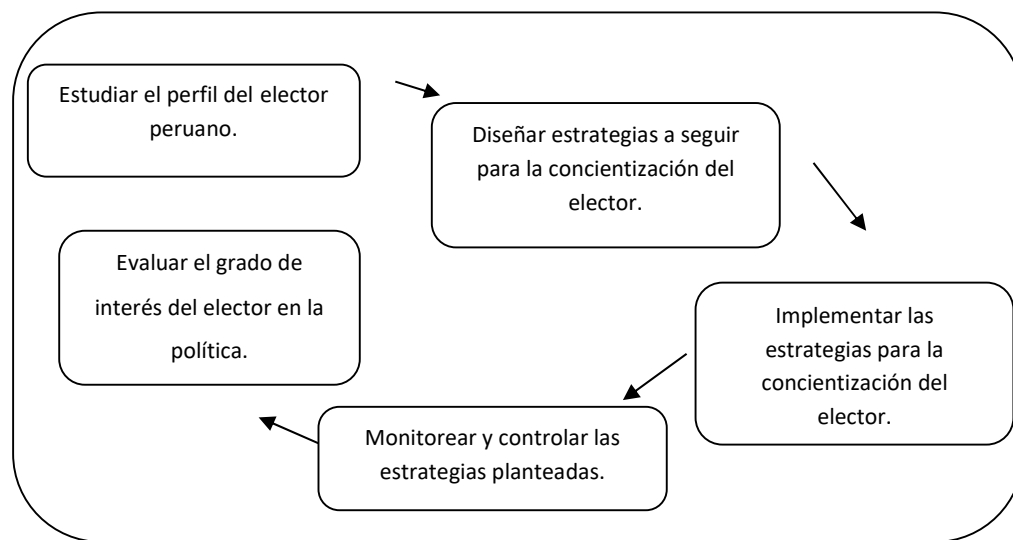 Estudiar el perfil del elector
peruano.
Diseñar estrategias a seguir
para la concientización del
elector.
Implementar las
estrategias para la
concientización del
elector.
Monitorear y controlar las
estrategias planteadas.
Evaluar el grado de
interés del elector en la
política.